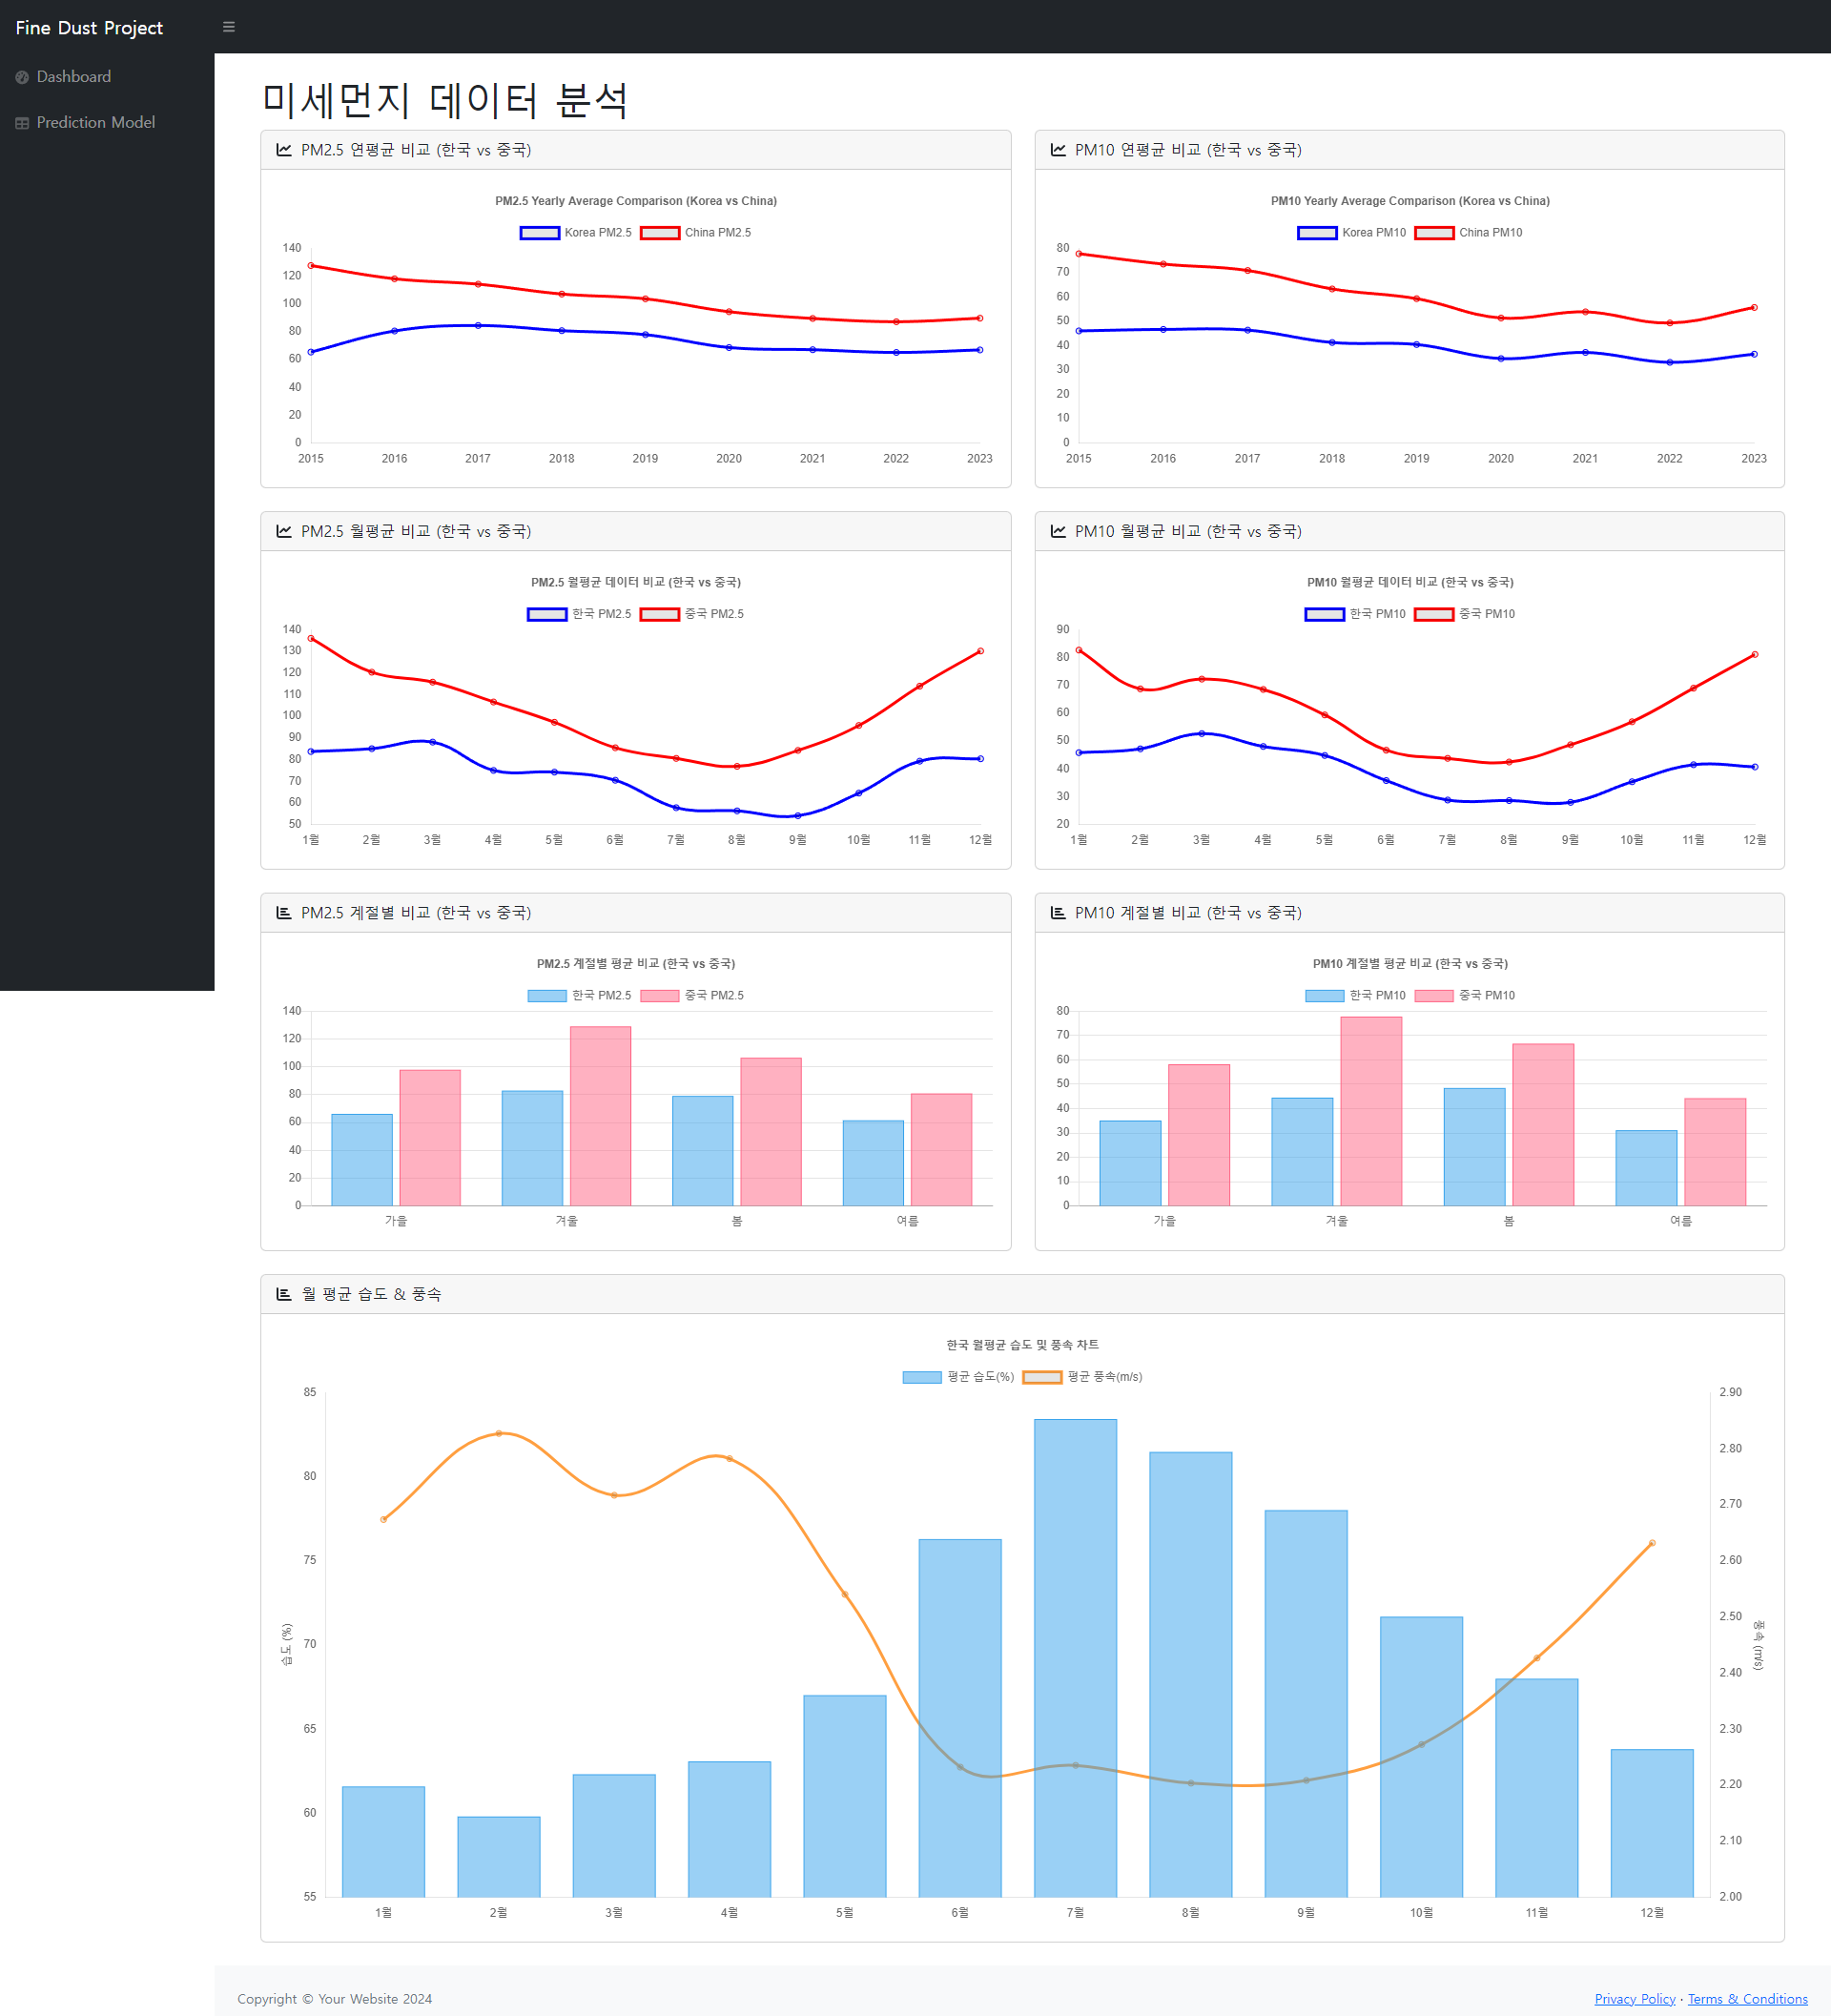 Fine Dust Project
Dashboard
Prediction Model
미세먼지 데이터 분석
PM2.5 연평균 비교 (한국 vs 중국)
PM2.5 Yearly Average Comparison (Korea vs China)
Korea PM2.5 China PM2.5
140
120
100
80
60
40
20
0
2015 2016 2017 2018 2019 2020 2021 2022 2023
PM10 연평균 비교 (한국 vs 중국)
PM10 Yearly Average Comparison (Korea vs China)
Korea PM10 China PM10
80
70
60
50
40
30
20
10
0
2015 2016 2017 2018 2019 2020 2021 2022 2023
PM2.5 월평균 비교 (한국 vs 중국)
PM2.5 월평균 데이터 비교 (한국 vs 중국)
한국 PM2.5 중국 PM2.5
140
130
120
110
100
90
80
70
60
50
1월 2월 3월 4월 5월 6월 7월 8월 9월 10월 11월 12월
PM10 월평균 비교 (한국 vs 중국)
PM10 월평균 데이터 비교 (한국 vs 중국)
한국 PM10 중국 PM10
90
80
70
60
50
40
30
20
1월 2월 3월 4월 5월 6월 7월 8월 9월 10월 11월 12월
PM2.5 계절별 비교 (한국 vs 중국)
PM2.5 계절별 평균 비교 (한국 vs 중국)
한국 PM2.5 중국 PM2.5
140
120
100
80
60
40
20
0
가을 겨울 봄 여름
PM10 계절별 비교 (한국 vs 중국)
PM10 계절별 평균 비교 (한국 vs 중국)
한국 PM10 중국 PM10
80
70
60
50
40
30
20
10
0
가을 겨울 봄 여름
월 평균 습도 & 풍속
한국 월평균 습도 및 풍속 차트
평균 습도(%) 평균 풍속(m/s)
습도 (%)
85
80
75
70
65
60
55
1월 2월 3월 4월 5월 6월 7월 8월 9월 10월 11월 12월
2.90
2.80
2.70
2.60
2.50
2.40
2.30
2.20
2.10
2.00
풍속 (m/s)
Copyright © Your Website 2024
Privacy Policy · Terms & Conditions